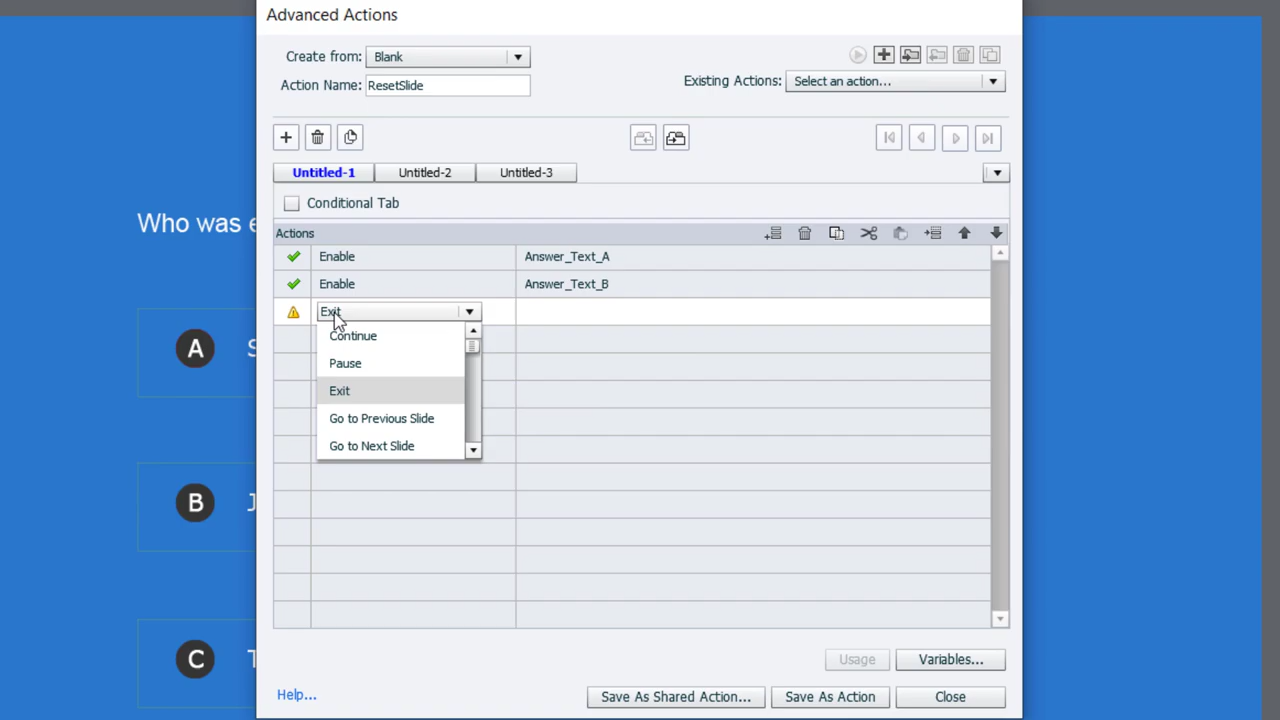 Advanced Actions
Create from: Blank
Action Name: ResetSlide
Existing Actions: Select an action...
Untitled-1 Untitled-2 Untitled-3
Conditional Tab
Actions
Enable Answer_Text_A
Enable Answer_Text_B
Exit
Continue
Pause
Exit
Go to Previous Slide
Go to Next Slide
Usage Variables...
Help... Save As Shared Action... Save As Action Close
Who was
A
B
C